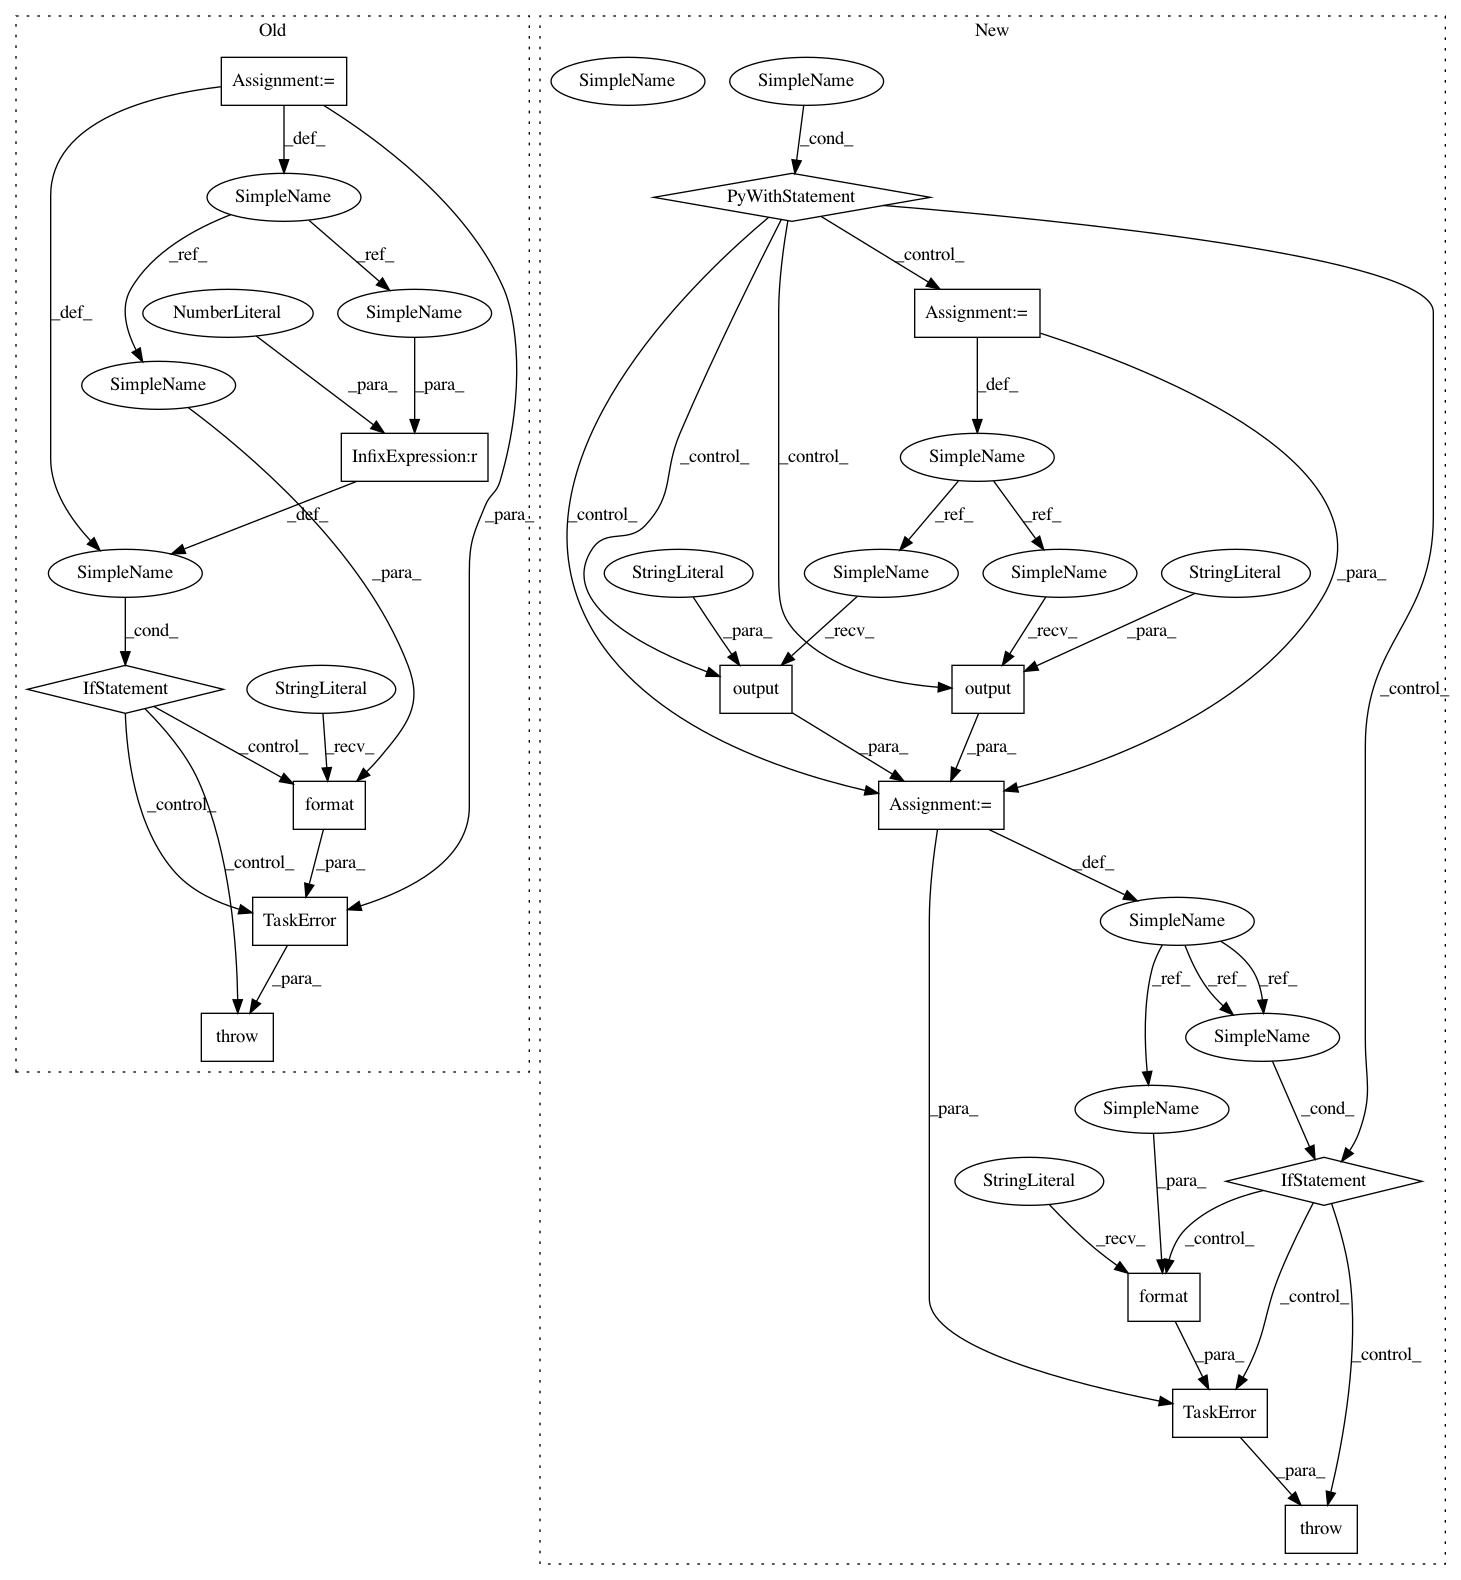 Old
New
Assignment:=
SimpleName
SimpleName
_def_
_cond_
SimpleName
PyWithStatement
_ref_
_ref_
_control_
_def_
NumberLiteral
SimpleName
Assignment:=
SimpleName
_para_
_para_
_def_
InfixExpression:r
_control_
_control_
SimpleName
_def_
_para_
_control_
_ref_
_ref_
SimpleName
_para_
StringLiteral
SimpleName
SimpleName
StringLiteral
_para_
_cond_
_para_
_recv_
_recv_
_para_
IfStatement
StringLiteral
output
output
_control_
_control_
_recv_
_para_
_para_
_control_
format
Assignment:=
_control_
_para_
_def_
TaskError
SimpleName
_para_
_ref_
_ref_
_ref_
throw
SimpleName
SimpleName
_para_
_cond_
StringLiteral
_para_
IfStatement
_recv_
_control_
format
_control_
_para_
_control_
TaskError
_para_
throw